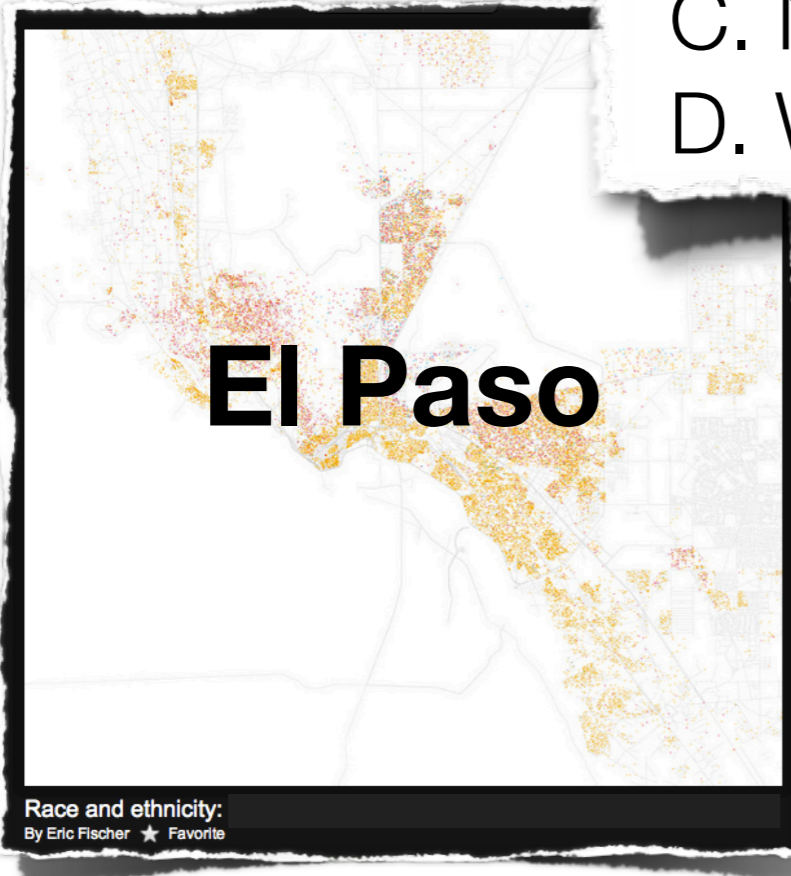 C.
D.
El Paso
Race and ethnicity:
By Eric Fischer ★ Favorite